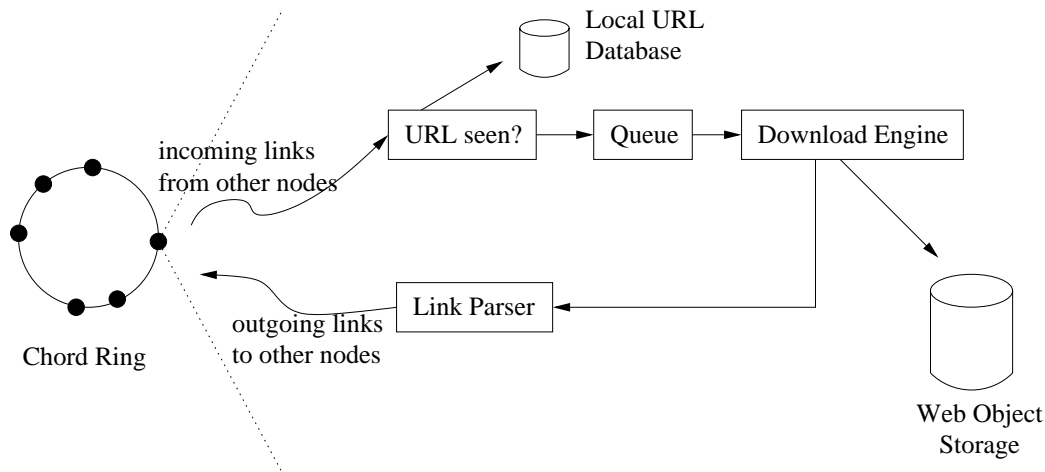 Local URL
Database
URL seen?
Queue
Download Engine
incoming links
from other nodes
Link Parser
outgoing links
to other nodes
Chord Ring
Web Object
Storage